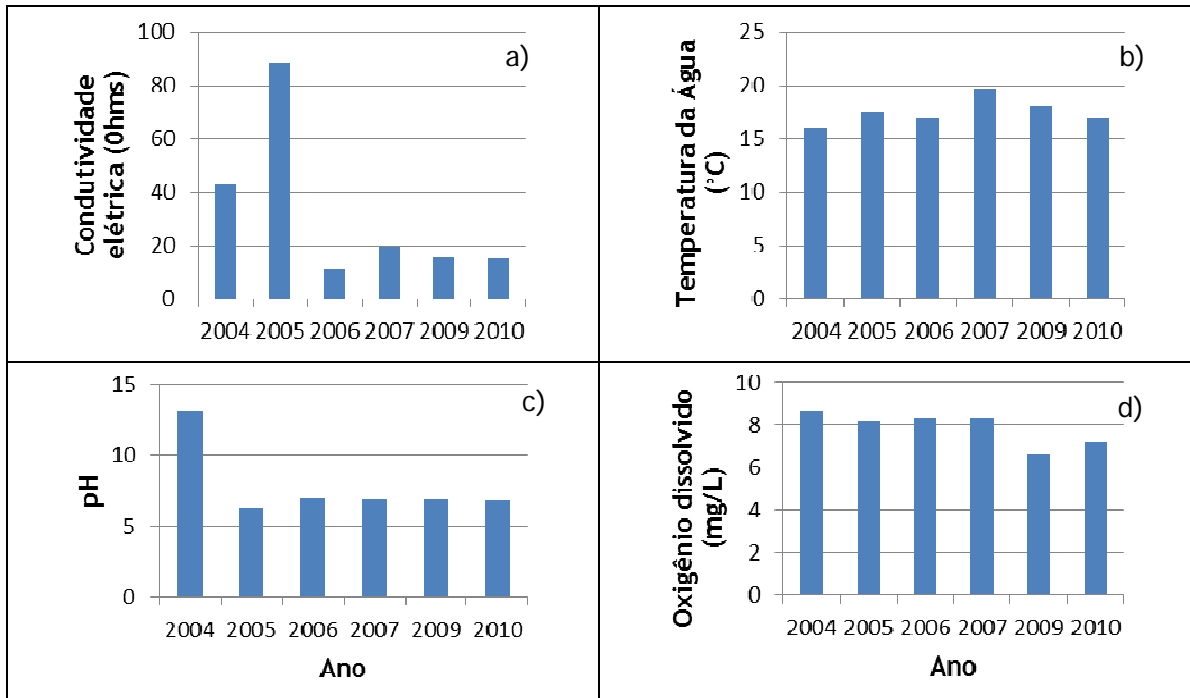 a)
Condutividade
elétrica (0hms)
100
80
60
40
20
0
2004 2005 2006 2007 2009 2010
b)
Temperatura da Água
(°C)
25
20
15
10
5
0
2004 2005 2006 2007 2009 2010
c)
pH
15
10
5
0
2004 2005 2006 2007 2009 2010
Ano
d)
Oxigênio dissolvido
(mg/L)
10
8
6
4
2
0
2004 2005 2006 2007 2009 2010
Ano